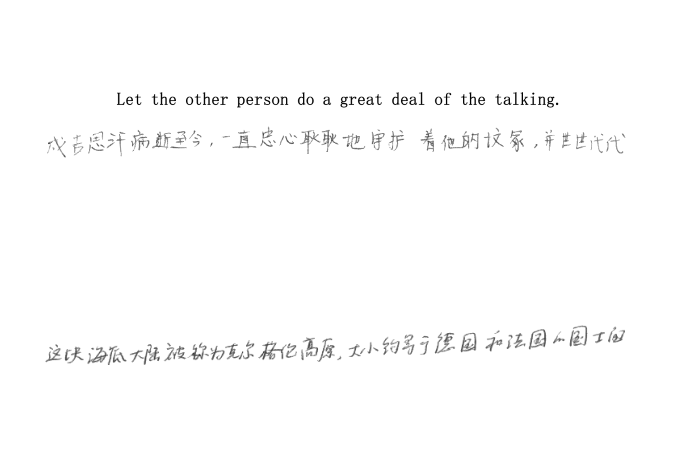 Let the other person do a great deal of the talking.
成吉思汗病逝至今，一直忠心耿耿地守护着他的坟冢，并世世代代
这块海底大陆被称为克尔格伦高原，大小约等于德国和法国的国土的